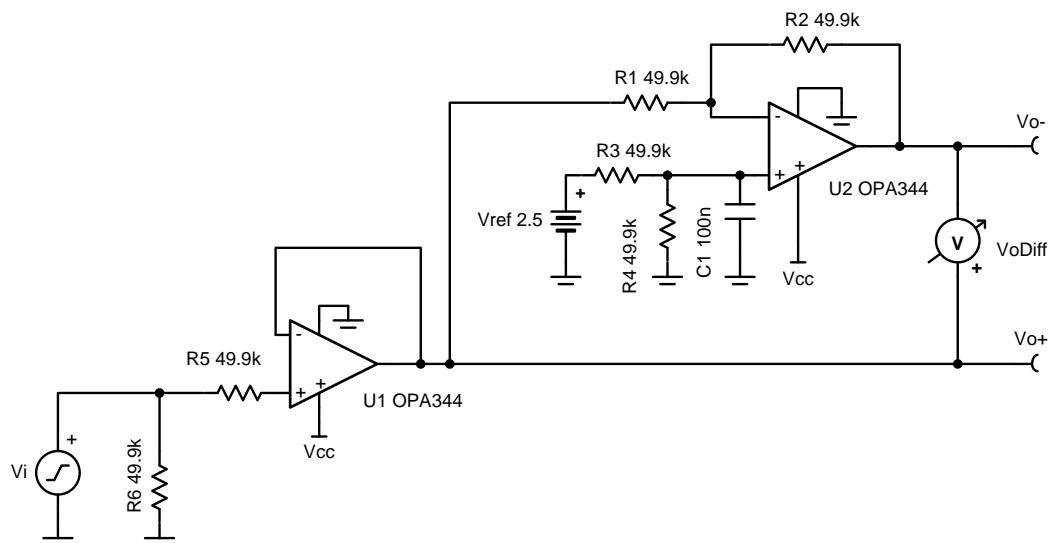 R2 49.9k
R1 49.9k
Vo-
-
R3 49.9k
+
+
U2 OPA344
+
Vref 2.5
R4 49.9k
C1 100n
V
VoDiff
+
Vcc
-
Vo+
R5 49.9k
+
+
U1 OPA344
Vcc
+
Vi
R6 49.9k